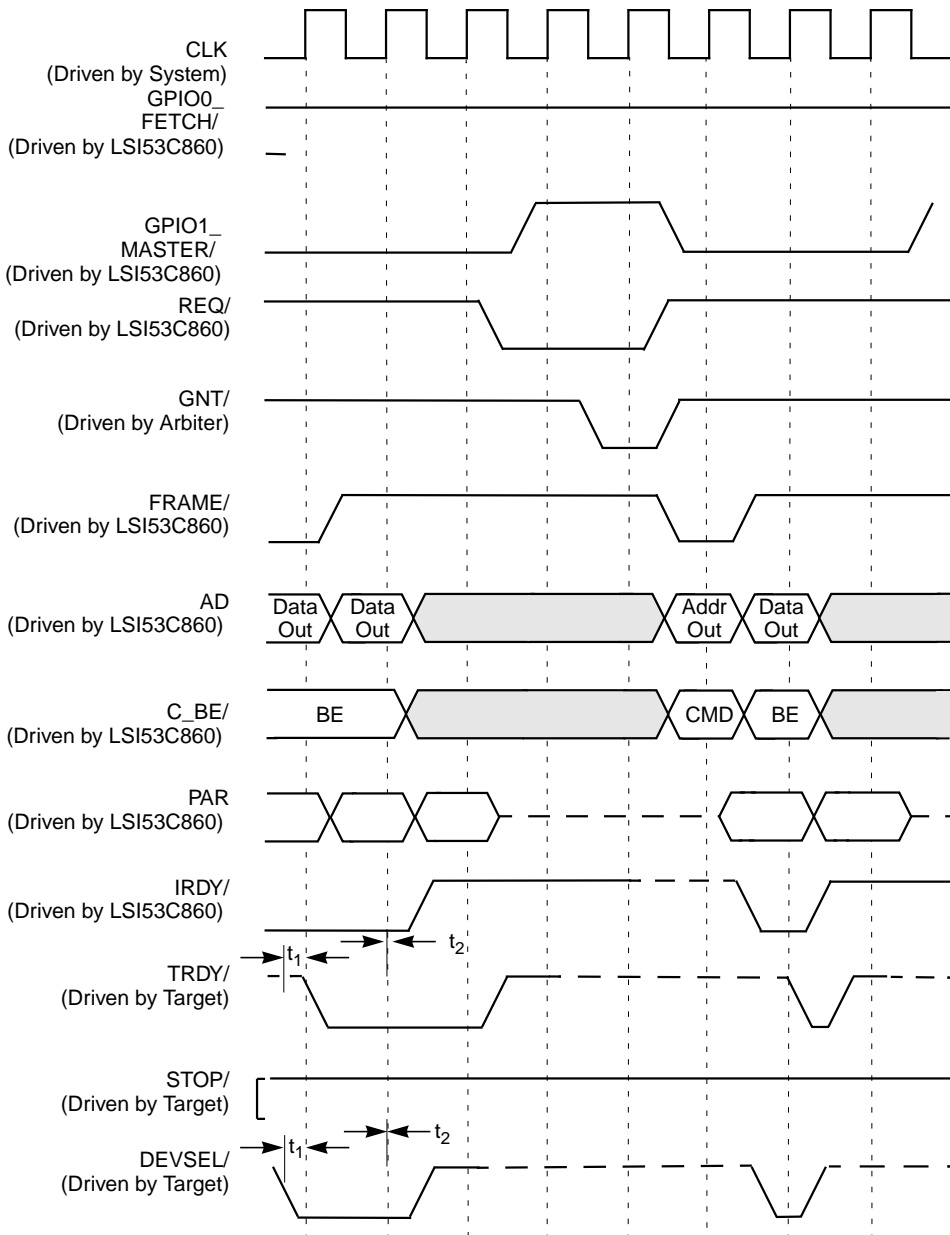 CLK
(Driven by System)
GPIO0_
FETCH/
(Driven by LSI53C860)
GPIO1_
MASTER/
(Driven by LSI53C860)
REQ/
(Driven by LSI53C860)
GNT/
(Driven by Arbiter)
FRAME/
(Driven by LSI53C860)
AD
(Driven by LSI53C860)
Data Data Addr Data
Out Out Out Out
C_BE/
(Driven by LSI53C860)
BE CMD BE
PAR
(Driven by LSI53C860)
IRDY/
(Driven by LSI53C860)
t1 t2
TRDY/
(Driven by Target)
STOP/
(Driven by Target)
t1 t2
DEVSEL/
(Driven by Target)